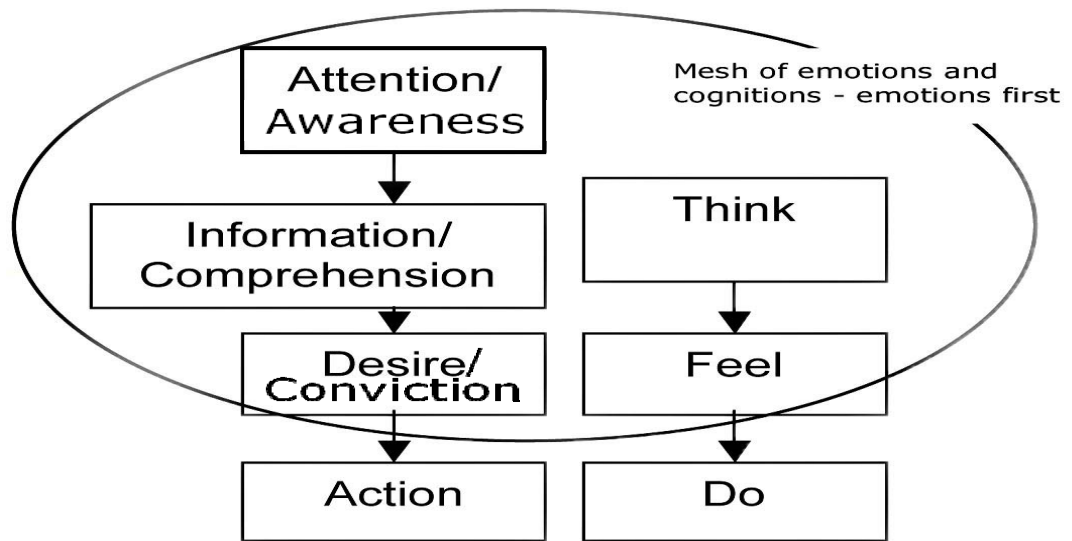 Attention/
Awareness
Mesh of emotions and
cognitions - emotions first
Information/
Comprehension
Think
Desire/
Conviction
Feel
Action
Do